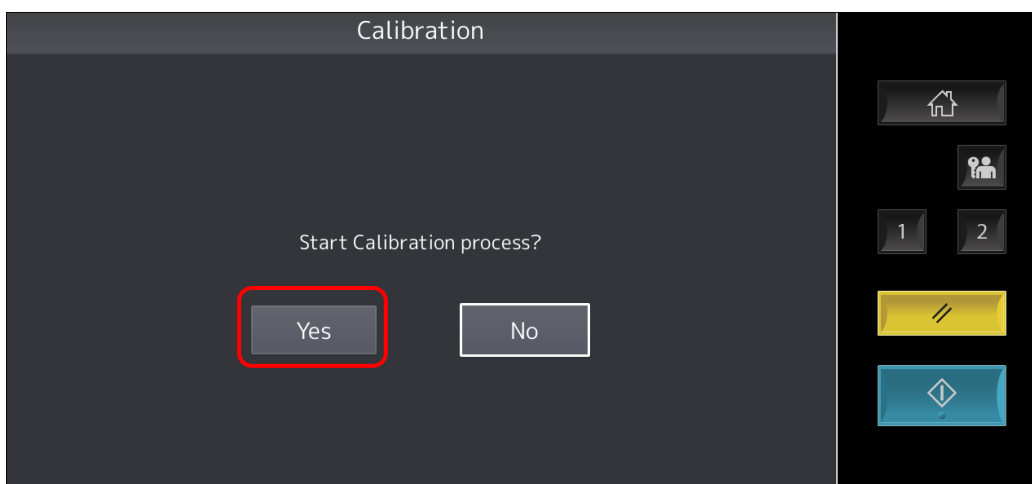 Calibration
Start Calibration process?
Yes
No
1
2